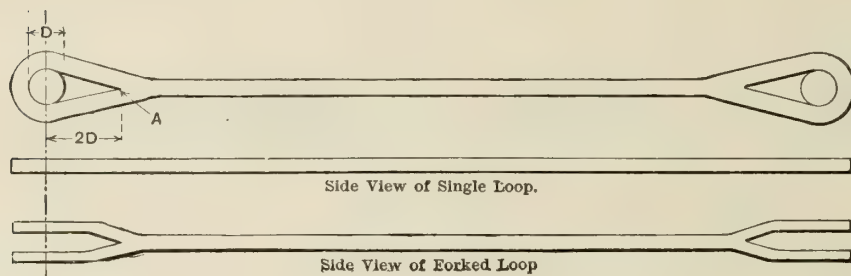 D
A
2D
Side View of Single Loop.
Side View of Forked Loop